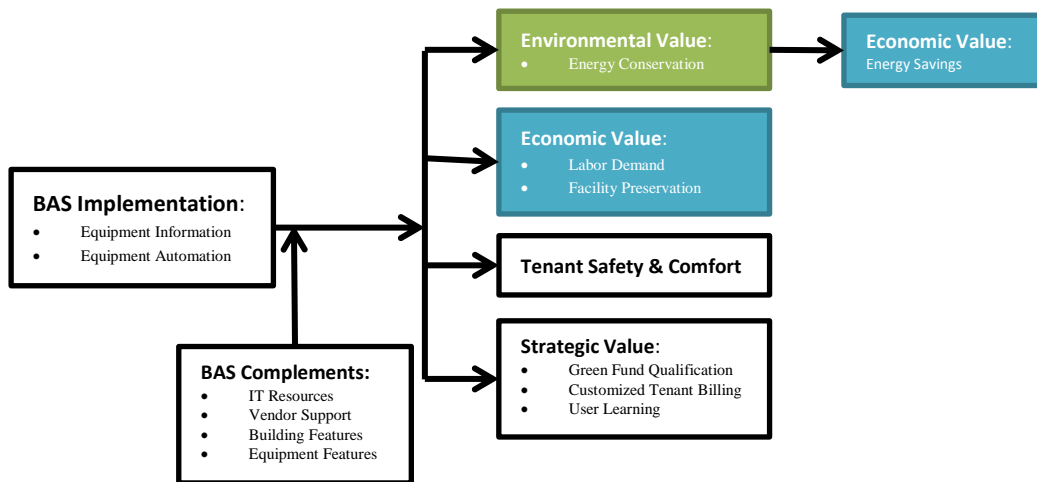 Environmental Value:
• Energy Conservation
Economic Value:
Energy Savings
Economic Value:
• Labor Demand
• Facility Preservation
BAS Implementation:
• Equipment Information
• Equipment Automation
Tenant Safety & Comfort
Strategic Value:
• Green Fund Qualification
• Customized Tenant Billing
• User Learning
BAS Complements:
• IT Resources
• Vendor Support
• Building Features
• Equipment Features